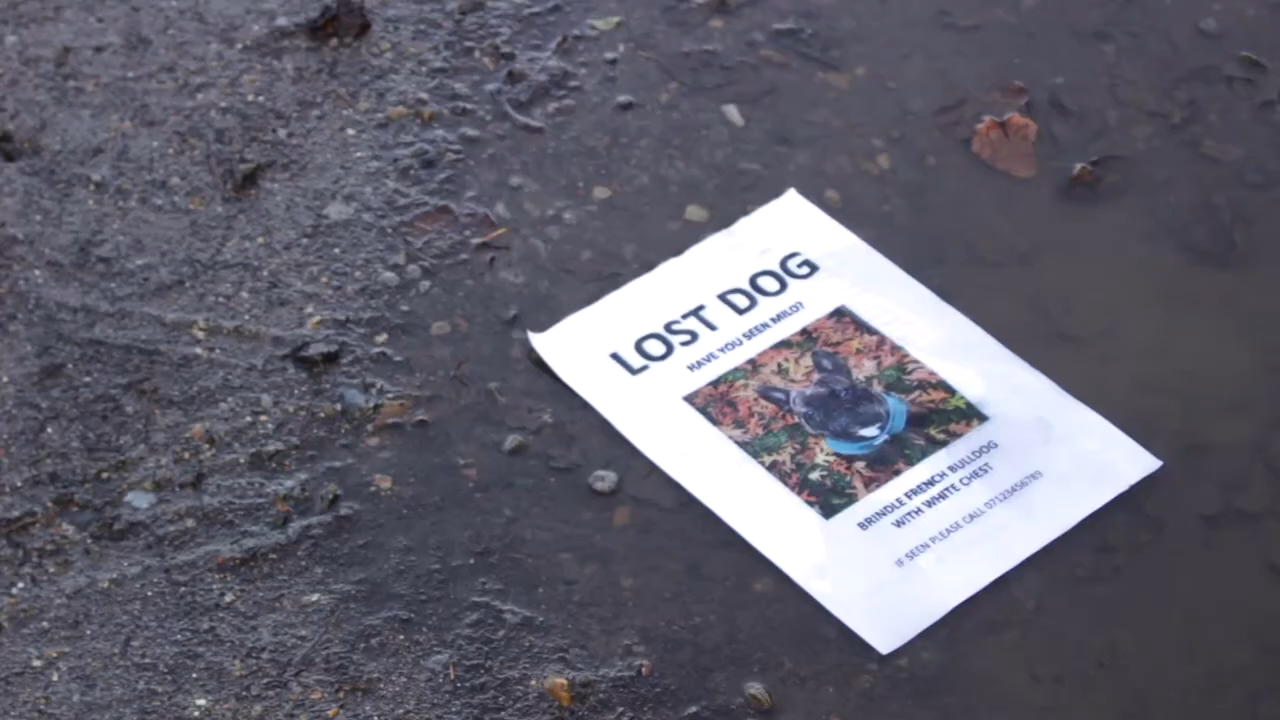 LOST DOG
HAVE YOU SEEN MILO?
BRINDLE FRENCH BULLDOG
WITH WHITE CHEST
IF SEEN PLEASE CALL 07123456789